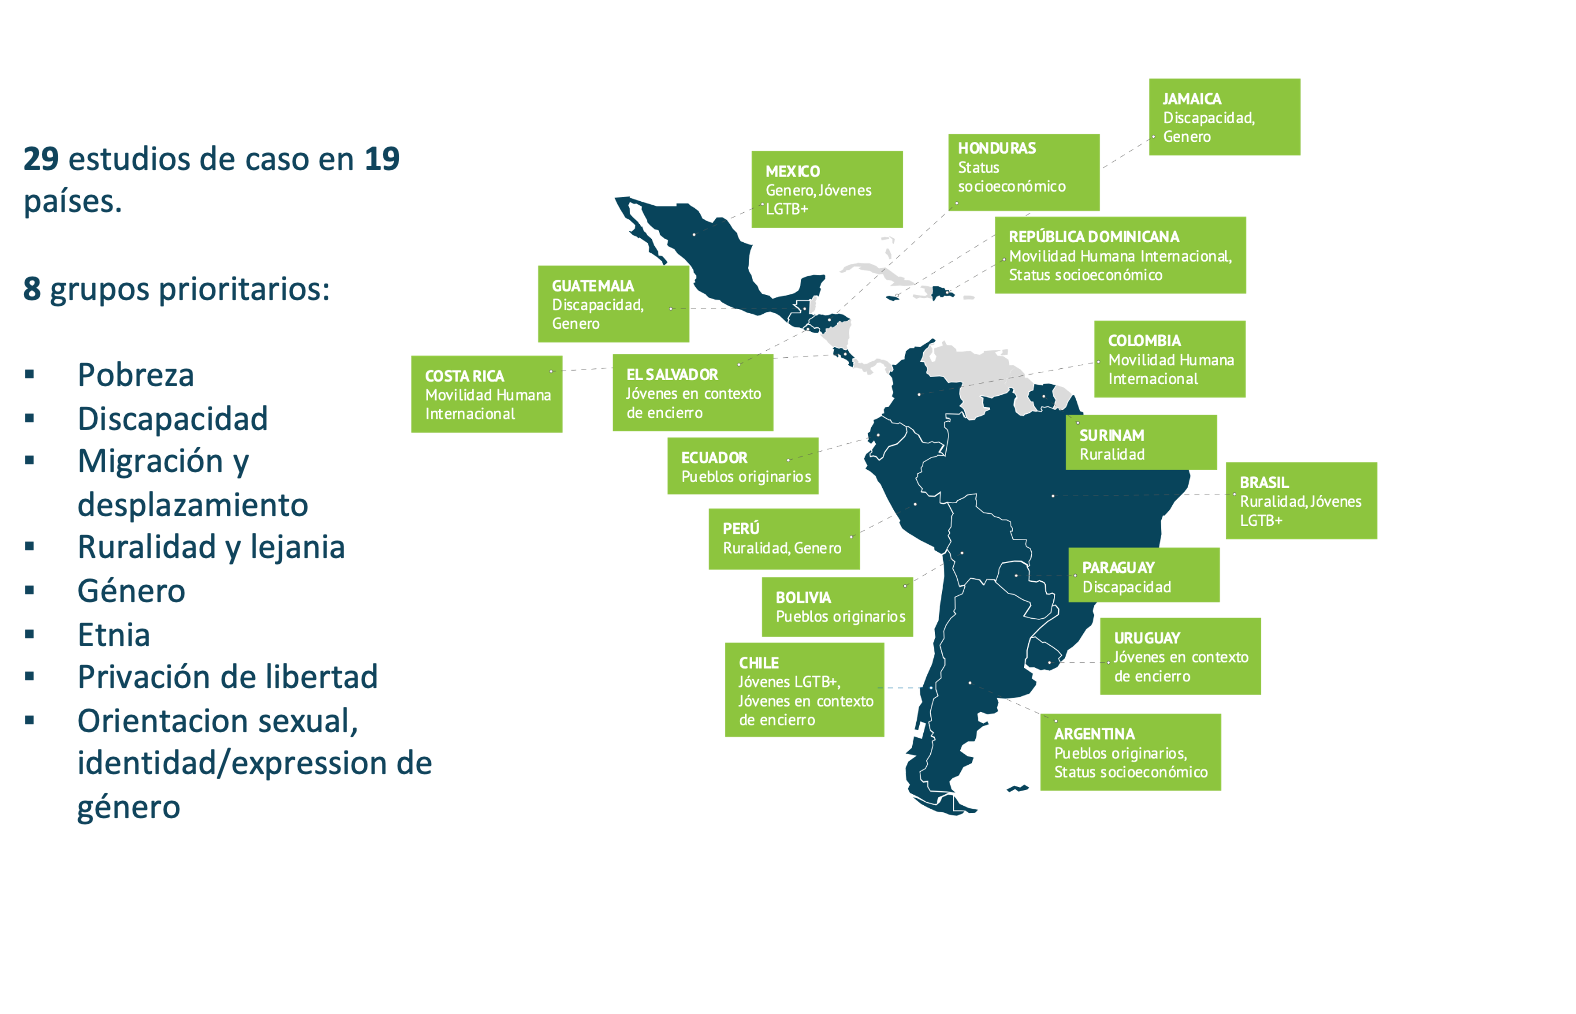 29 estudios de caso en 19
países.
8 grupos prioritarios:
▪ Pobreza
▪ Discapacidad
▪ Migración y
desplazamiento
▪ Ruralidad y lejania
▪ Género
▪ Etnia
▪ Privación de libertad
▪ Orientacion sexual,
identidad/expression de
género
JAMAICA
Discapacidad,
Genero
HONDURAS
Status
socioeconómico
MEXICO
Genero, Jóvenes
LGTB+
REPÚBLICA DOMINICANA
Movilidad Humana Internacional,
Status socioeconómico
GUATEMALA
Discapacidad,
Genero
COLOMBIA
Movilidad Humana
Internacional
COSTA RICA
Movilidad Humana
Internacional
EL SALVADOR
Jóvenes en contexto
de encierro
SURINAM
Ruralidad
ECUADOR
Pueblos originarios
BRASIL
Ruralidad, Jóvenes
LGTB+
PERÚ
Ruralidad, Genero
PARAGUAY
Discapacidad
BOLIVIA
Pueblos originarios
URUGUAY
Jóvenes en contexto
de encierro
CHILE
Jóvenes LGTB+,
Jóvenes en contexto
de encierro
ARGENTINA
Pueblos originarios,
Status socioeconómico